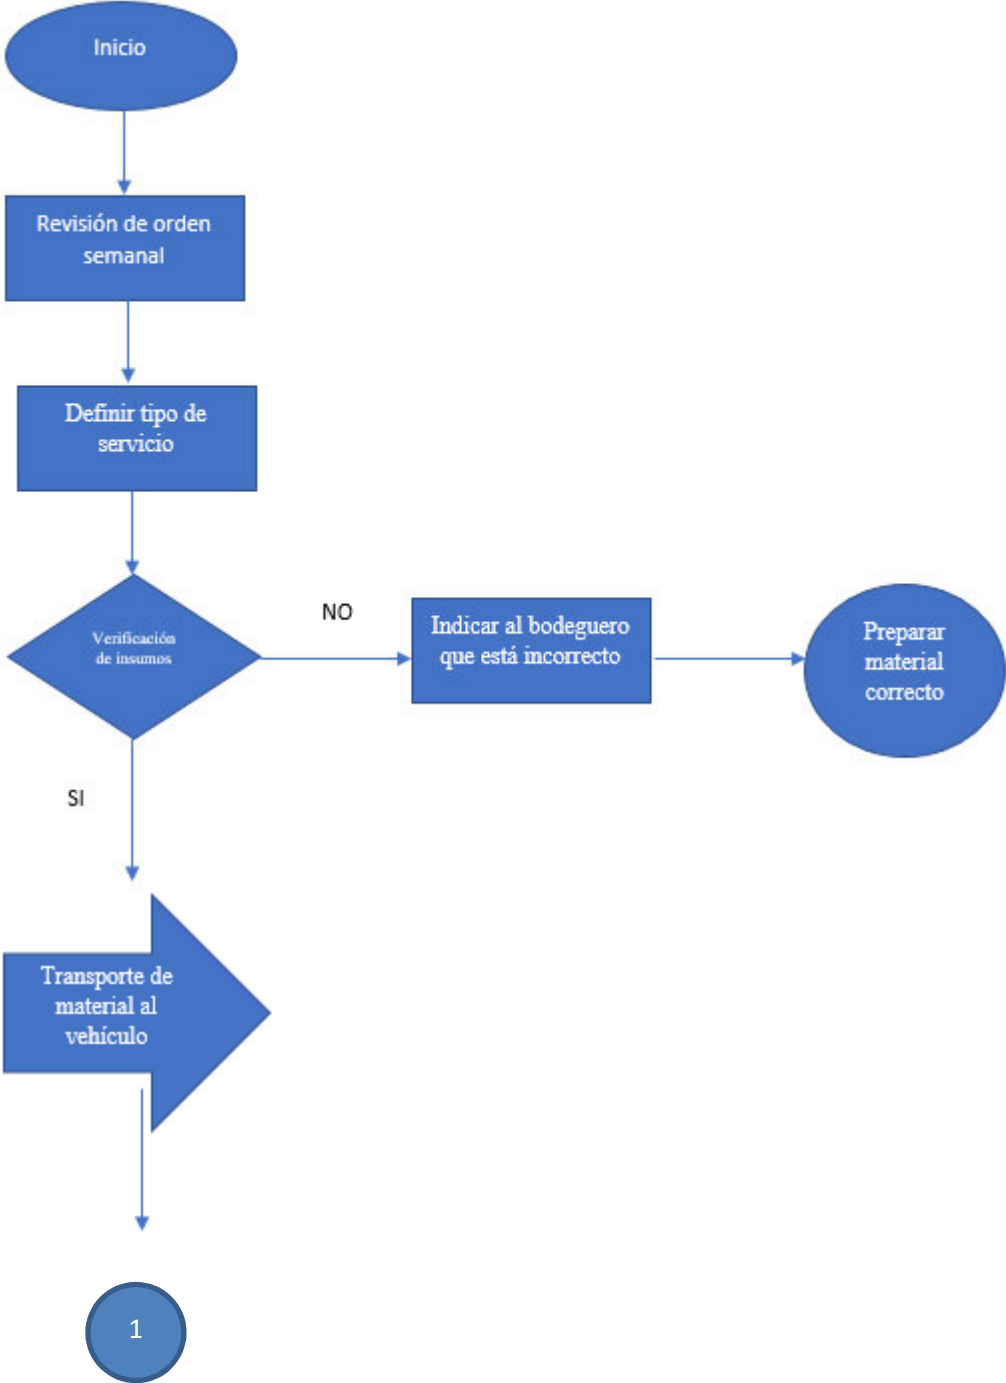 Inicio
Revisión de orden
semanal
Definir tipo de
servicio
Verificación
de insumos
NO
Indicar al bodeguero
que está incorrecto
Preparar
material
correcto
SI
Transporte de
material al
vehículo
1